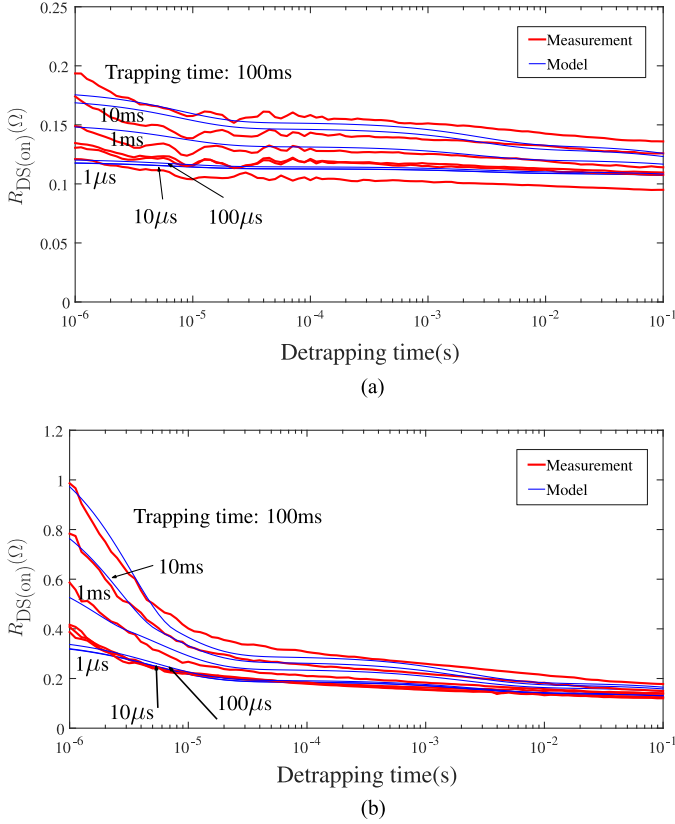 0.25
0.2
0.15
0.1
0.05
0
R_DS(on)(Ω)
Trapping time: 100ms
10ms
1ms
1μs
10μs
100μs
Measurement
Model
10^-6
10^-5
10^-4
10^-3
10^-2
10^-1
Detrapping time(s)
(a)
1.2
1
0.8
0.6
0.4
0.2
0
R_DS(on)(Ω)
Trapping time: 100ms
10ms
1ms
1μs
10μs
100μs
Measurement
Model
10^-6
10^-5
10^-4
10^-3
10^-2
10^-1
Detrapping time(s)
(b)